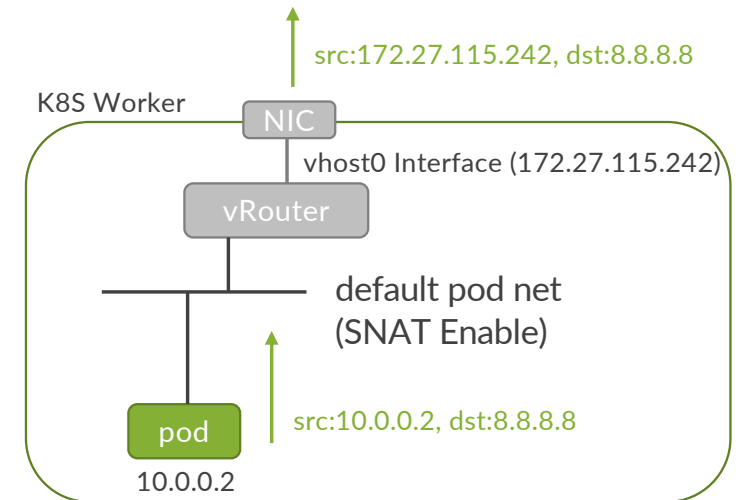 src:172.27.115.242, dst:8.8.8.8
K8S Worker
NIC
vhost0 Interface (172.27.115.242)
vRouter
default pod net
(SNAT Enable)
src:10.0.0.2, dst:8.8.8.8
pod
10.0.0.2